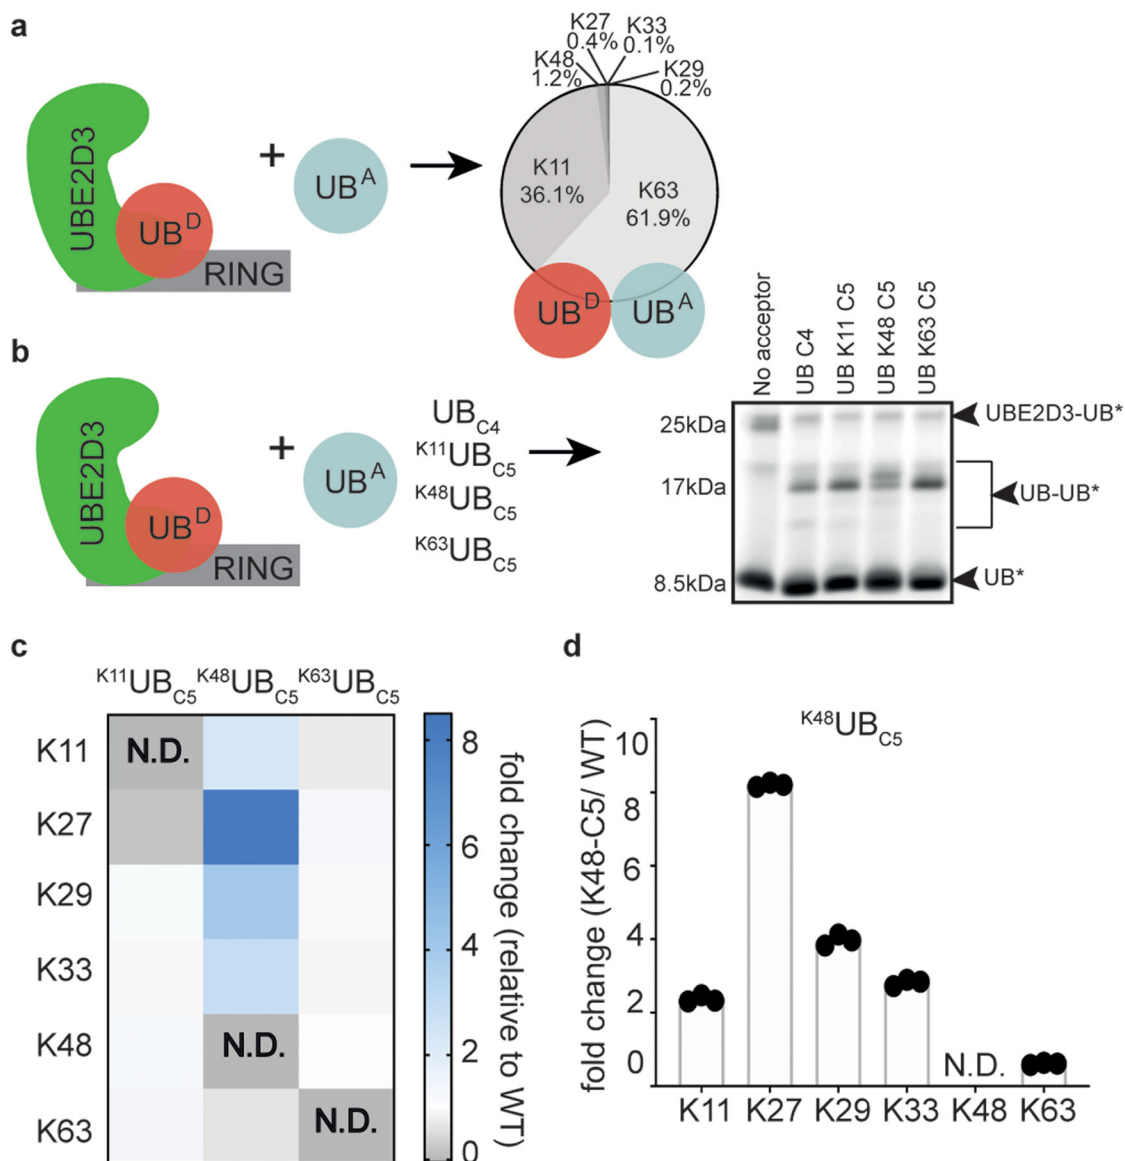 a
UBE2D3
UB^D
RING
+
UB^A
K48
1.2%
K27
0.4%
K33
0.1%
K29
0.2%
K11
36.1%
K63
61.9%
UB^D
UB^A
b
UBE2D3
UB^D
RING
+
UB^A
UB_C4
^K11UB_C5
^K48UB_C5
^K63UB_C5
No acceptor
UB C4
UB K11 C5
UB K48 C5
UB K63 C5
25kDa
17kDa
8.5kDa
UBE2D3-UB*
UB-UB*
UB*
c
^K11UB_C5 ^K48UB_C5 ^K63UB_C5
K11
N.D.
K27
K29
K33
K48
N.D.
K63
N.D.
8
6
4
2
0
fold change (relative to WT)
d
^K48UB_C5
fold change (K48-C5/ WT)
10
8
6
4
2
0
N.D.
K11 K27 K29 K33 K48 K63